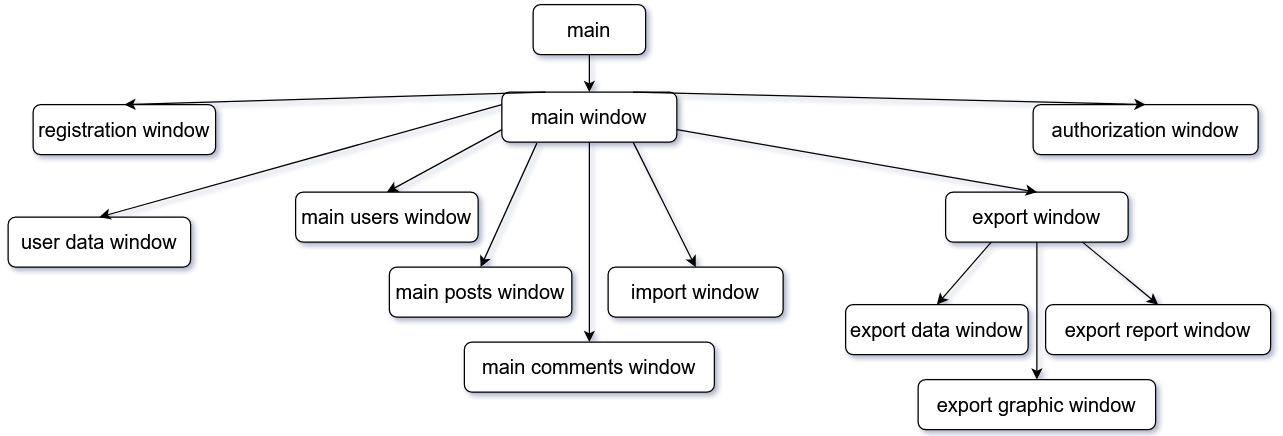 main
main window
registration window
authorization window
user data window
main users window
export window
main posts window
import window
export data window
export report window
main comments window
export graphic window